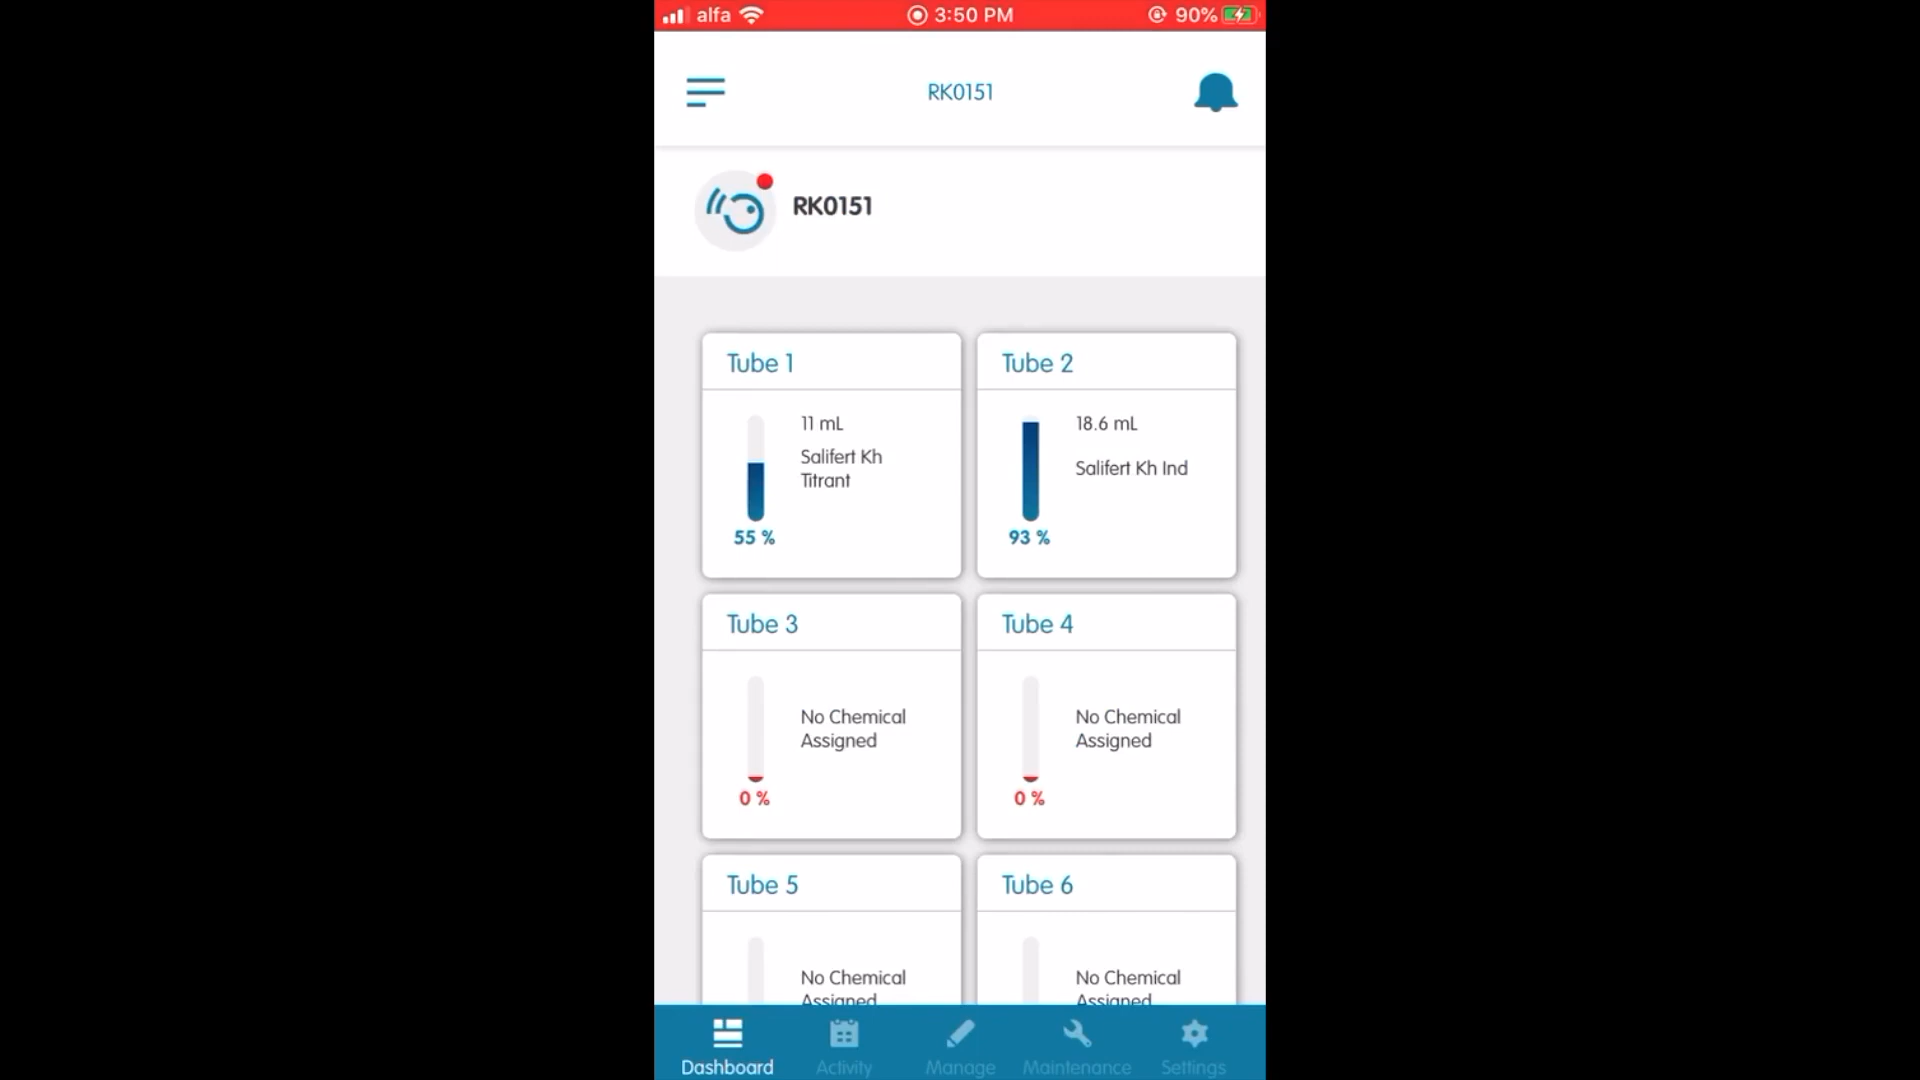 alfa 3:50 PM 90%
RK0151
RK0151
Tube 1 Tube 2
11 mL 18.6 mL
Salifert Kh
Titrant
Salifert Kh Ind
55 % 93 %
Tube 3 Tube 4
No Chemical
Assigned
No Chemical
Assigned
0 % 0 %
Tube 5 Tube 6
No Chemical
Assigned
No Chemical
Assigned
Dashboard Activity Manage Maintenance Settings